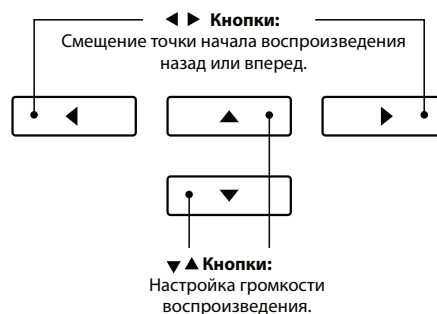 ◀ ▶ Кнопки:
Смещение точки начала воспроизведения
назад или вперед.
▼▲ Кнопки:
Настройка громкости
воспроизведения.